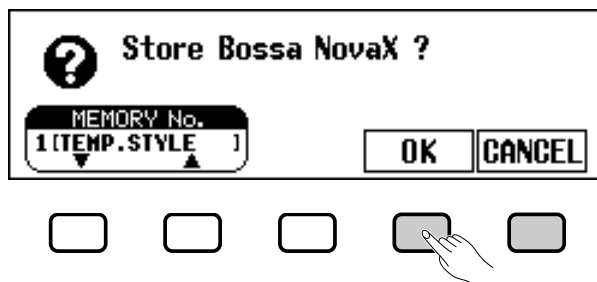 Store Bossa NovaX ?
MEMORY No.
1[TEMP.STYLE ]
OK
CANCEL